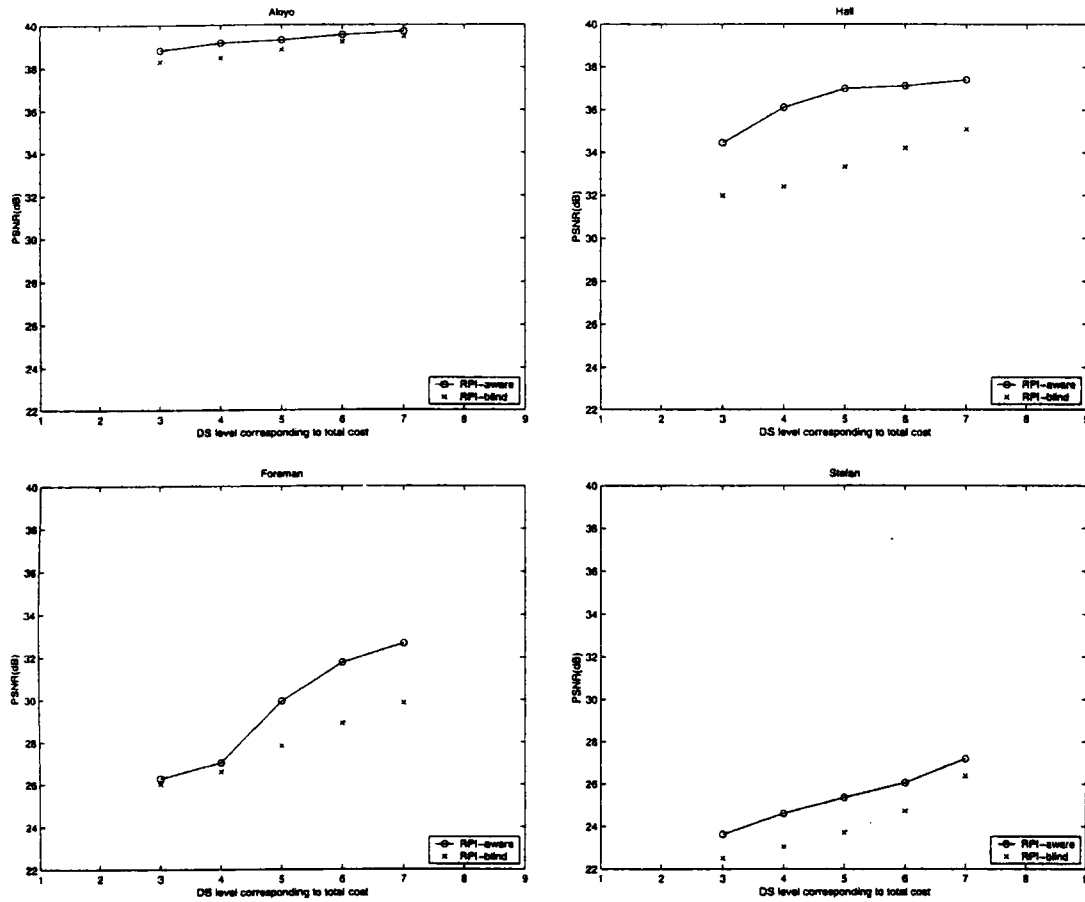 Akiyo
40
38
36
34
32
30
28
26
24
22
PSNR(dB)
RPI-aware
RPI-blind
1 2 3 4 5 6 7 8 9
DS level corresponding to total cost
Hall
40
38
36
34
32
30
28
26
24
22
PSNR(dB)
RPI-aware
RPI-blind
1 2 3 4 5 6 7 8 9
DS level corresponding to total cost
Foreman
40
38
36
34
32
30
28
26
24
22
PSNR(dB)
RPI-aware
RPI-blind
1 2 3 4 5 6 7 8 9
DS level corresponding to total cost
Stefan
40
38
36
34
32
30
28
26
24
22
PSNR(dB)
RPI-aware
RPI-blind
1 2 3 4 5 6 7 8 9
DS level corresponding to total cost